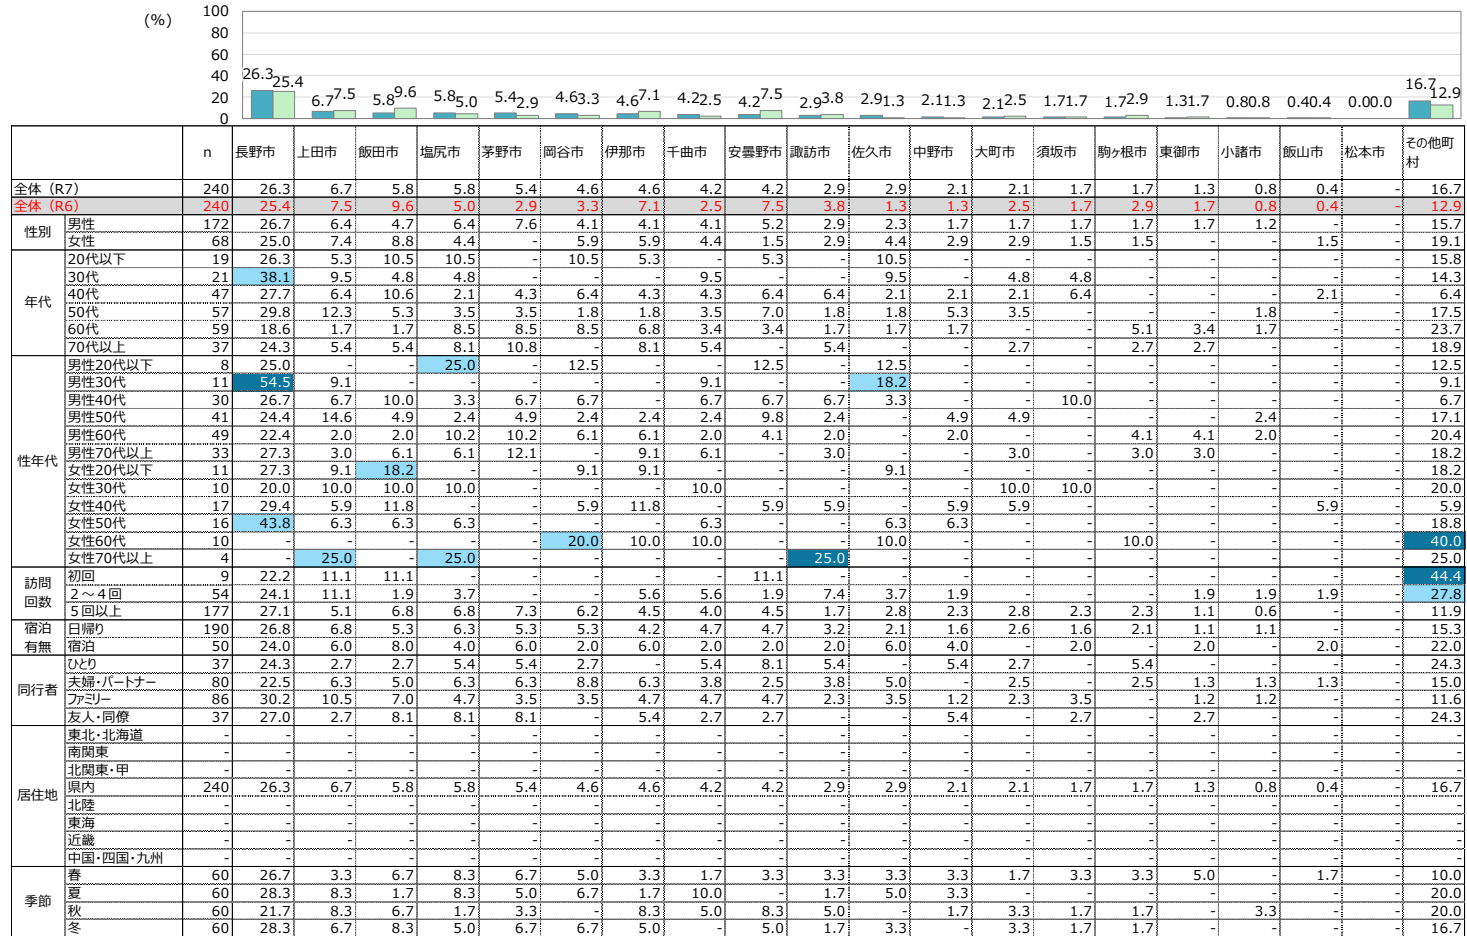 (%)
100
80
60
40
20
0
26.3 25.4 6.7 7.5 5.8 9.6 5.8 5.0 5.4 2.9 4.6 3.3 4.6 7.1 4.2 2.5 4.2 7.5 2.9 3.8 2.9 1.3 2.1 1.3 2.1 2.5 1.7 1.7 1.7 2.9 1.3 1.7 0.8 0.8 0.4 0.4 0.0 0.0 16.7 12.9
n 長野市 上田市 飯田市 塩尻市 茅野市 岡谷市 伊那市 千曲市 安曇野市 諏訪市 佐久市 中野市 大町市 須坂市 駒ヶ根市 東御市 小諸市 飯山市 松本市 その他町村
全体（R7） 240 26.3 6.7 5.8 5.8 5.4 4.6 4.6 4.2 4.2 2.9 2.9 2.1 2.1 1.7 1.7 1.3 0.8 0.4 - 16.7
全体（R6） 240 25.4 7.5 9.6 5.0 2.9 3.3 7.1 2.5 7.5 3.8 1.3 1.3 2.5 1.7 2.9 1.7 0.8 0.4 - 12.9
性別
男性 172 26.7 6.4 4.7 6.4 7.6 4.1 4.1 4.1 5.2 2.9 2.3 1.7 1.7 1.7 1.7 1.7 1.2 - - 15.7
女性 68 25.0 7.4 8.8 4.4 - 5.9 5.9 4.4 1.5 2.9 4.4 2.9 2.9 1.5 1.5 - - 1.5 - 19.1
年代
20代以下 19 26.3 5.3 10.5 10.5 - 10.5 5.3 - 5.3 - 10.5 - - - - - - - - 15.8
30代 21 38.1 9.5 4.8 4.8 - - - 9.5 - - 9.5 - 4.8 4.8 - - - - - 14.3
40代 47 27.7 6.4 10.6 2.1 4.3 6.4 4.3 4.3 6.4 6.4 2.1 2.1 2.1 6.4 - - - 2.1 - 6.4
50代 57 29.8 12.3 5.3 3.5 3.5 1.8 1.8 3.5 7.0 1.8 1.8 5.3 3.5 - - - 1.8 - - 17.5
60代 59 18.6 1.7 1.7 8.5 8.5 8.5 6.8 3.4 3.4 1.7 1.7 1.7 - - 5.1 3.4 1.7 - - 23.7
70代以上 37 24.3 5.4 5.4 8.1 10.8 - 8.1 5.4 - 5.4 - - 2.7 - 2.7 2.7 - - - 18.9
性年代
男性20代以下 8 25.0 - - 25.0 - 12.5 - - 12.5 - 12.5 - - - - - - - - 12.5
男性30代 11 54.5 9.1 - - - - - 9.1 - - 18.2 - - - - - - - - 9.1
男性40代 30 26.7 6.7 10.0 3.3 6.7 6.7 - 6.7 6.7 6.7 3.3 - - 10.0 - - - - - 6.7
男性50代 41 24.4 14.6 4.9 2.4 4.9 2.4 2.4 2.4 9.8 2.4 - 4.9 4.9 - - - 2.4 - - 17.1
男性60代 49 22.4 2.0 2.0 10.2 10.2 6.1 6.1 2.0 4.1 2.0 - 2.0 - - 4.1 4.1 2.0 - - 20.4
男性70代以上 33 27.3 3.0 6.1 6.1 12.1 - 9.1 6.1 - 3.0 - - 3.0 - 3.0 3.0 - - - 18.2
女性20代以下 11 27.3 9.1 18.2 - - 9.1 9.1 - - - 9.1 - - - - - - - - 18.2
女性30代 10 20.0 10.0 10.0 10.0 - - - 10.0 - - - - 10.0 10.0 - - - - - 20.0
女性40代 17 29.4 5.9 11.8 - - 5.9 11.8 - 5.9 5.9 - 5.9 5.9 - - - - 5.9 - 5.9
女性50代 16 43.8 6.3 6.3 6.3 - - - 6.3 - - 6.3 6.3 - - - - - - - 18.8
女性60代 10 - - - - - 20.0 10.0 10.0 - - 10.0 - - - 10.0 - - - - 40.0
女性70代以上 4 - 25.0 - 25.0 - - - - - 25.0 - - - - - - - - - 25.0
訪問回数
初回 9 22.2 11.1 11.1 - - - - - 11.1 - - - - - - - - - - 44.4
２～４回 54 24.1 11.1 1.9 3.7 - - 5.6 5.6 1.9 7.4 3.7 1.9 - - - 1.9 1.9 1.9 - 27.8
５回以上 177 27.1 5.1 6.8 6.8 7.3 6.2 4.5 4.0 4.5 1.7 2.8 2.3 2.8 2.3 2.3 1.1 0.6 - - 11.9
宿泊有無
日帰り 190 26.8 6.8 5.3 6.3 5.3 5.3 4.2 4.7 4.7 3.2 2.1 1.6 2.6 1.6 2.1 1.1 1.1 - - 15.3
宿泊 50 24.0 6.0 8.0 4.0 6.0 2.0 6.0 2.0 2.0 2.0 6.0 4.0 - 2.0 - 2.0 - 2.0 - 22.0
同行者
ひとり 37 24.3 2.7 2.7 5.4 5.4 2.7 - 5.4 8.1 5.4 - 5.4 2.7 - 5.4 - - - - 24.3
夫婦・パートナー 80 22.5 6.3 5.0 6.3 6.3 8.8 6.3 3.8 2.5 3.8 5.0 - 2.5 - 2.5 1.3 1.3 1.3 - 15.0
ファミリー 86 30.2 10.5 7.0 4.7 3.5 3.5 4.7 4.7 4.7 2.3 3.5 1.2 2.3 3.5 - 1.2 1.2 - - 11.6
友人・同僚 37 27.0 2.7 8.1 8.1 8.1 - 5.4 2.7 2.7 - - 5.4 - 2.7 - 2.7 - - - 24.3
居住地
東北・北海道 - - - - - - - - - - - - - - - - - - - - -
南関東 - - - - - - - - - - - - - - - - - - - - -
北関東・甲 - - - - - - - - - - - - - - - - - - - - -
県内 240 26.3 6.7 5.8 5.8 5.4 4.6 4.6 4.2 4.2 2.9 2.9 2.1 2.1 1.7 1.7 1.3 0.8 0.4 - 16.7
北陸 - - - - - - - - - - - - - - - - - - - - -
東海 - - - - - - - - - - - - - - - - - - - - -
近畿 - - - - - - - - - - - - - - - - - - - - -
中国・四国・九州 - - - - - - - - - - - - - - - - - - - - -
季節
春 60 26.7 3.3 6.7 8.3 6.7 5.0 3.3 1.7 3.3 3.3 3.3 3.3 1.7 3.3 3.3 5.0 - 1.7 - 10.0
夏 60 28.3 8.3 1.7 8.3 5.0 6.7 1.7 10.0 - 1.7 5.0 3.3 - - - - - - - 20.0
秋 60 21.7 8.3 6.7 1.7 3.3 - 8.3 5.0 8.3 5.0 - 1.7 3.3 1.7 1.7 - 3.3 - - 20.0
冬 60 28.3 6.7 8.3 5.0 6.7 6.7 5.0 - 5.0 1.7 3.3 - 3.3 1.7 1.7 - - - - 16.7